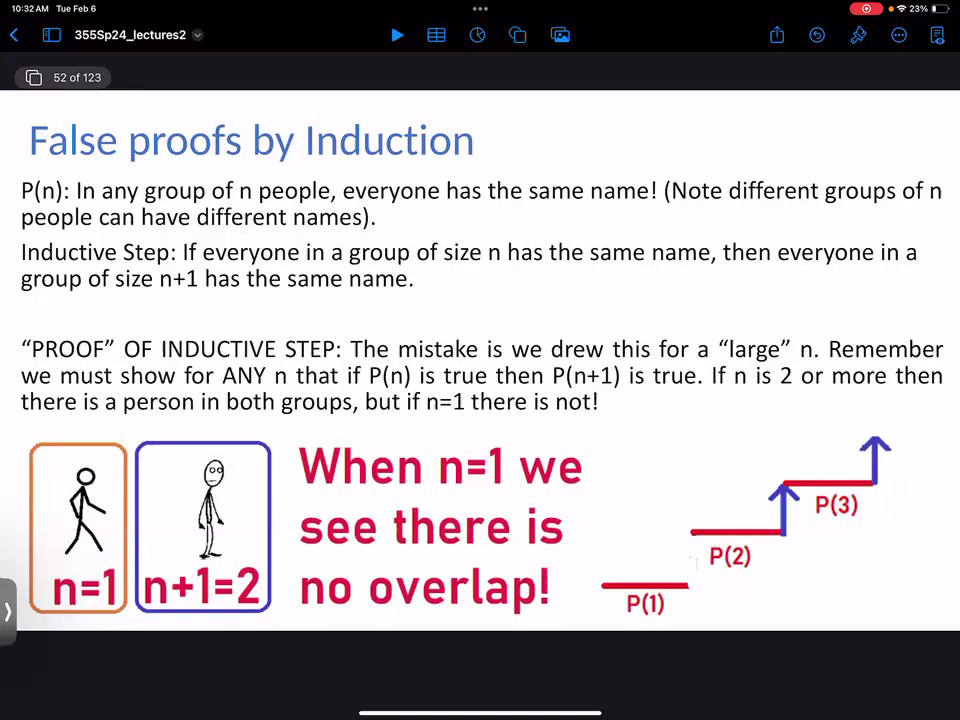 10:32 AM Tue Feb 6
23%
355Sp24_lectures2
52 of 123
False proofs by Induction
P(n): In any group of n people, everyone has the same name! (Note different groups of n
people can have different names).
Inductive Step: If everyone in a group of size n has the same name, then everyone in a
group of size n+1 has the same name.
“PROOF” OF INDUCTIVE STEP: The mistake is we drew this for a “large” n. Remember
we must show for ANY n that if P(n) is true then P(n+1) is true. If n is 2 or more then
there is a person in both groups, but if n=1 there is not!
n=1
n+1=2
When n=1 we
see there is
no overlap!
P(1)
P(2)
P(3)